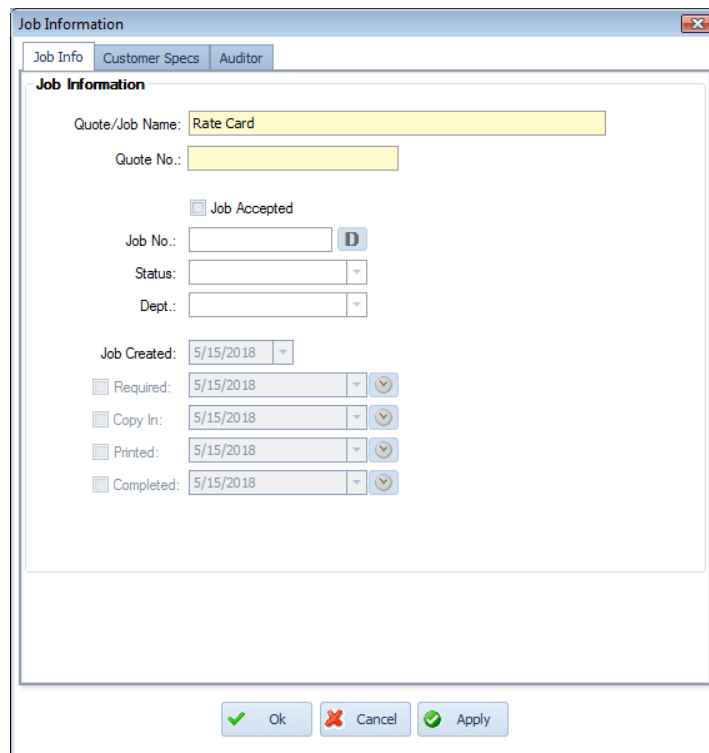 Job Information
Job Info Customer Specs Auditor
Job Information
Quote/Job Name: Rate Card
Quote No.:
Job Accepted
Job No.: D
Status:
Dept.:
Job Created: 5/15/2018
Required: 5/15/2018
Copy In: 5/15/2018
Printed: 5/15/2018
Completed: 5/15/2018
Ok Cancel Apply